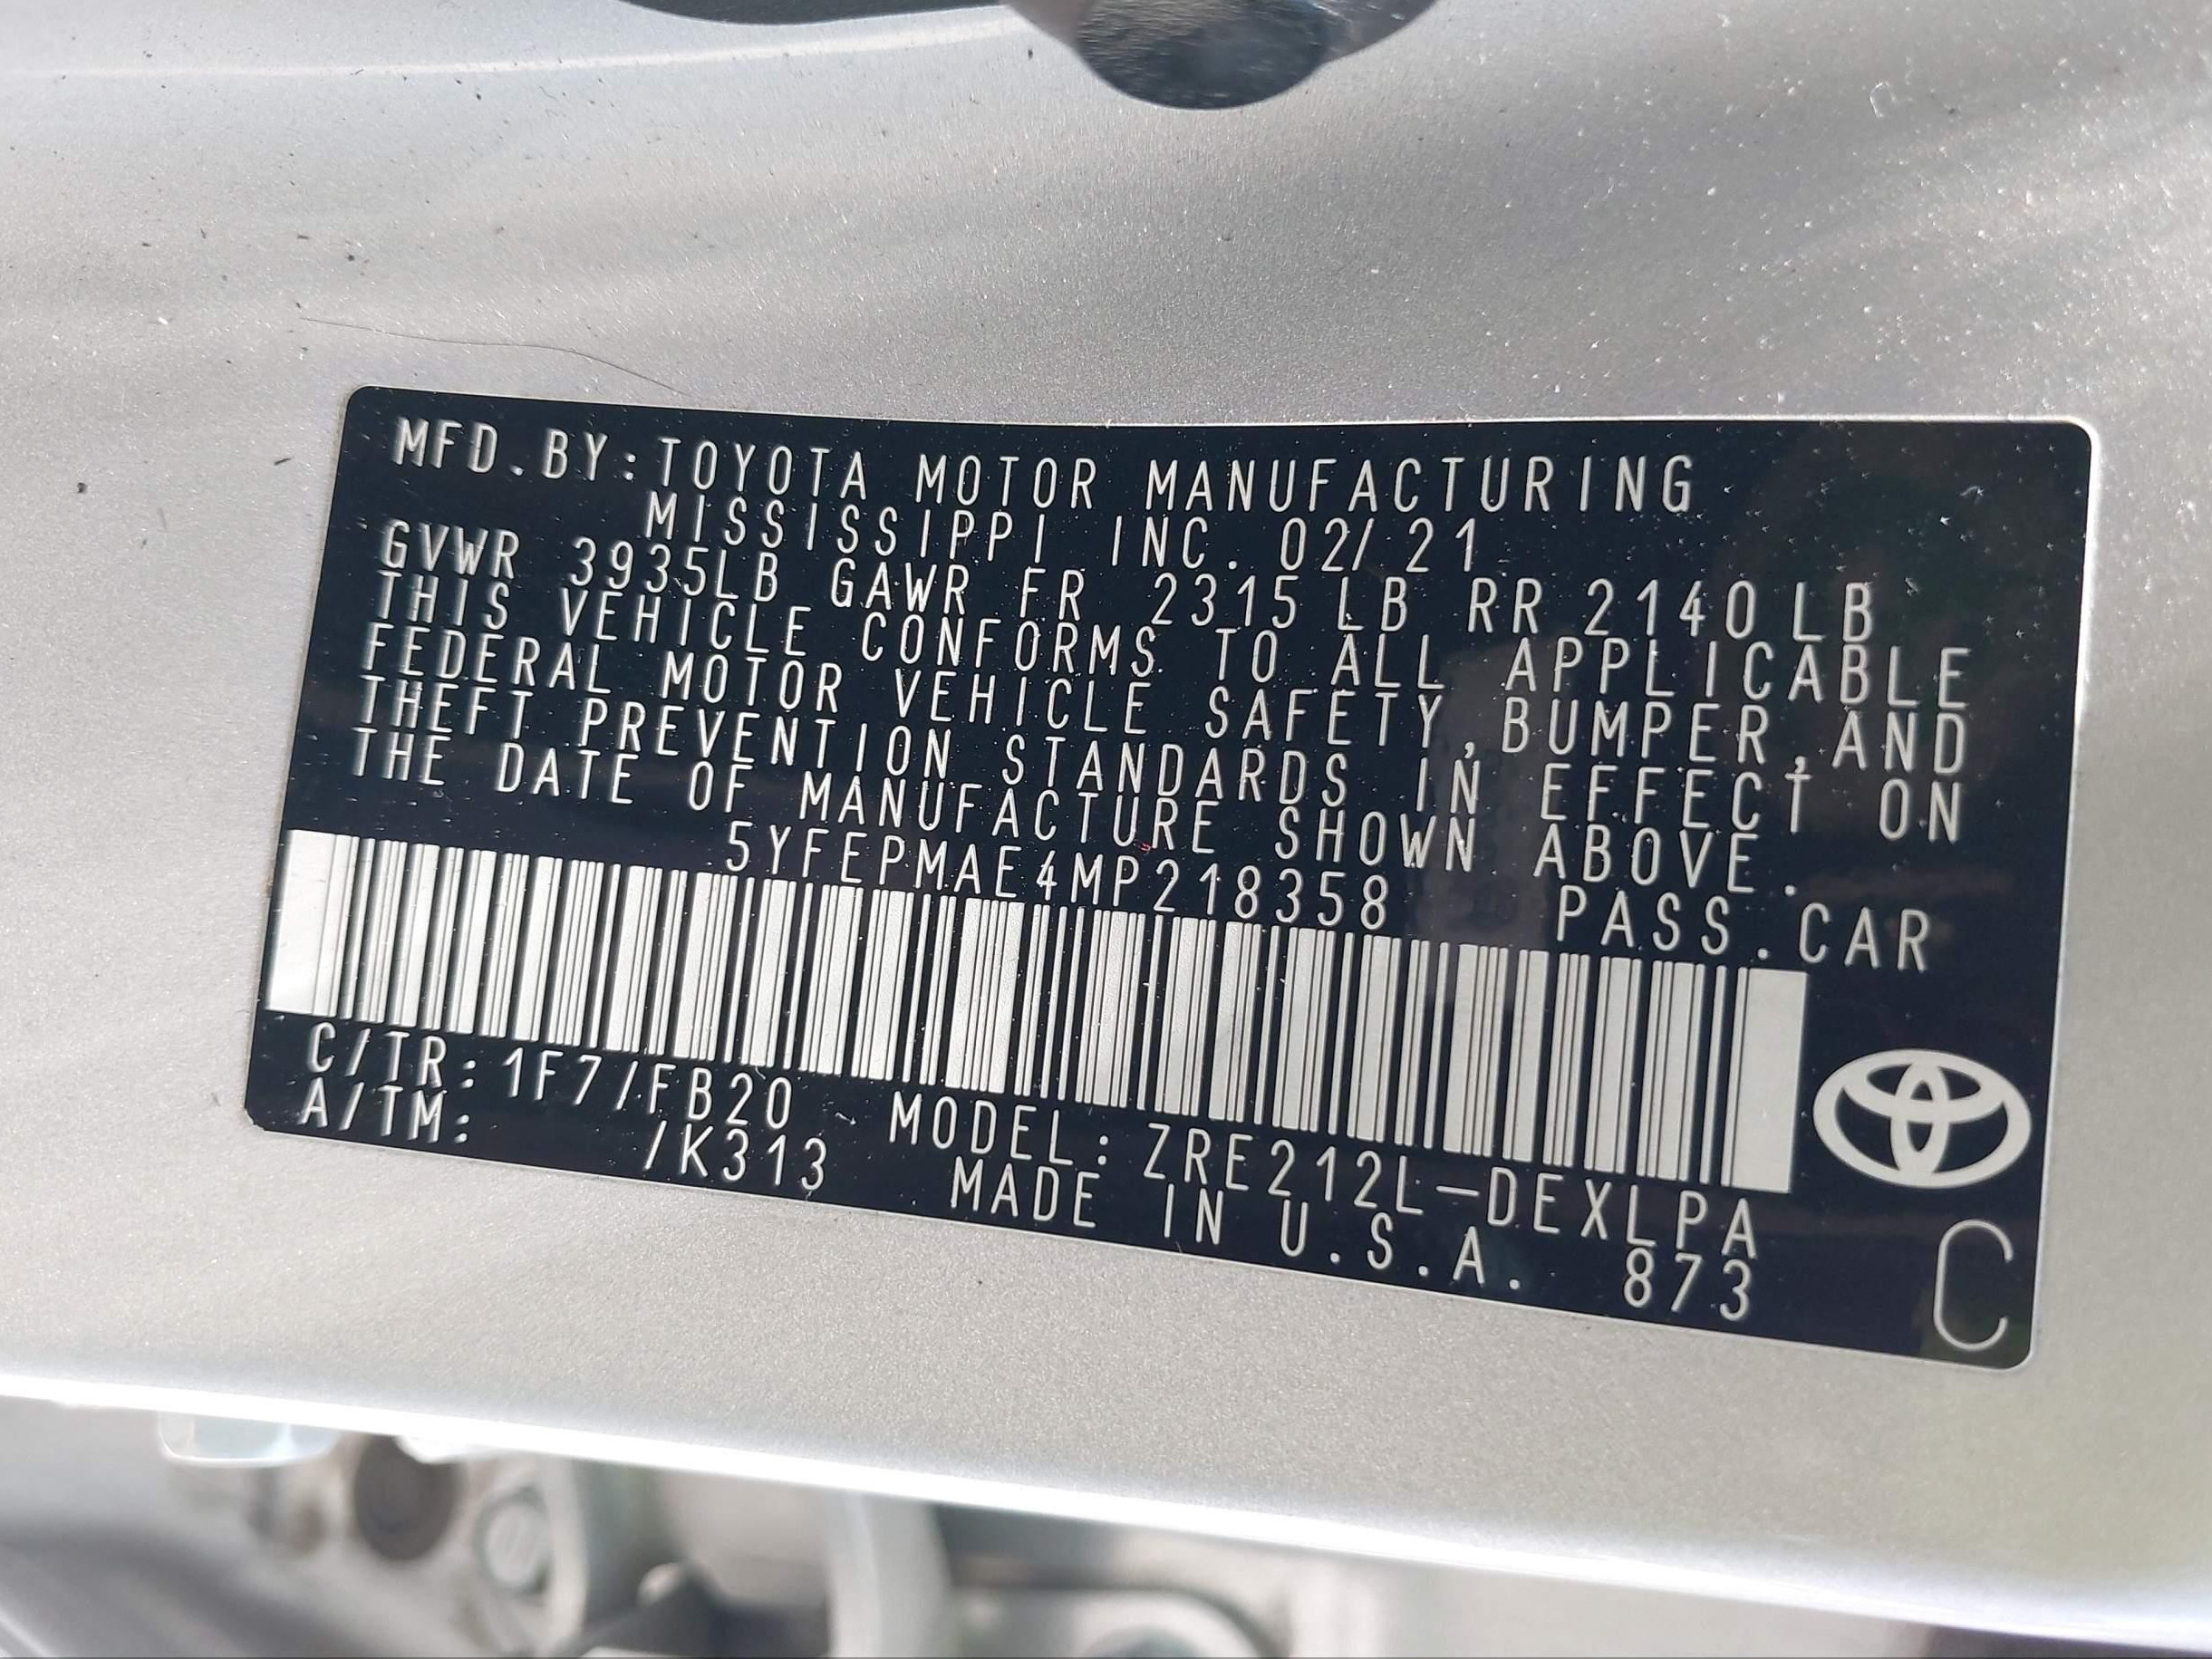 MFD.BY:TOYOTA MOTOR MANUFACTURING
MISSISSIPPI INC. 02/21
GVWR 3935LB GAWR FR 2315 LB RR 2140LB
THIS VEHICLE CONFORMS TO ALL APPLICABLE
FEDERAL MOTOR VEHICLE SAFETY,BUMPER,AND
THEFT PREVENTION STANDARDS IN EFFECT ON
THE DATE OF MANUFACTURE SHOWN ABOVE.
5YFEPMAE4MP218358 PASS.CAR
C/TR:1F7/FB20 MODEL:ZRE212L-DEXLPA
A/TM: /K313 MADE IN U.S.A. 873
C